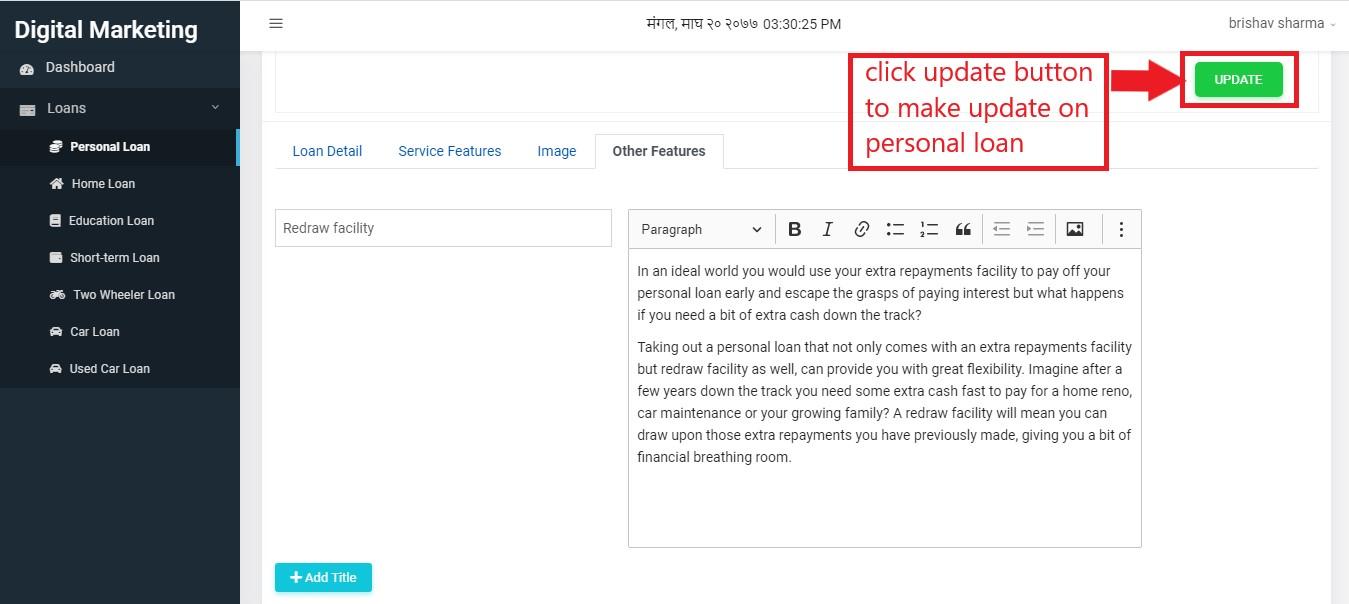 Digital Marketing
मंगल, माघ २० २०७७ 03:30:25 PM
brishav sharma
Dashboard
Loans
Personal Loan
Home Loan
Education Loan
Short-term Loan
Two Wheeler Loan
Car Loan
Used Car Loan
click update button
to make update on
personal loan
UPDATE
Loan Detail Service Features Image Other Features
Redraw facility
Paragraph
In an ideal world you would use your extra repayments facility to pay off your
personal loan early and escape the grasps of paying interest but what happens
if you need a bit of extra cash down the track?
Taking out a personal loan that not only comes with an extra repayments facility
but redraw facility as well, can provide you with great flexibility. Imagine after a
few years down the track you need some extra cash fast to pay for a home reno,
car maintenance or your growing family? A redraw facility will mean you can
draw upon those extra repayments you have previously made, giving you a bit of
financial breathing room.
Add Title